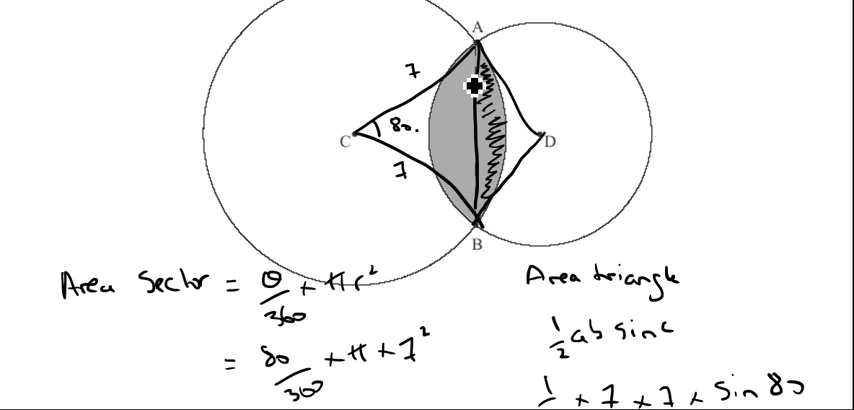 A
7
C
80.
D
7
B
Area Sector = θ/360 × πr²
= 80/360 × π × 7²
Area triangle
1/2 ab sinc
1/ × 7 × 7 × sin 80